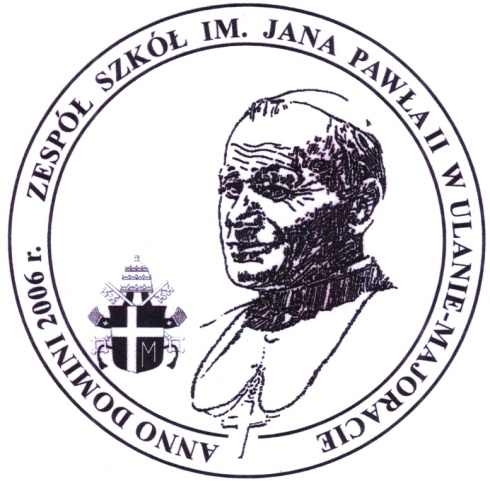 ANNO DOMINI 2006 r. ZESPÓŁ SZKÓŁ IM. JANA PAWŁA II W ULANIE-MAJORACIE
M